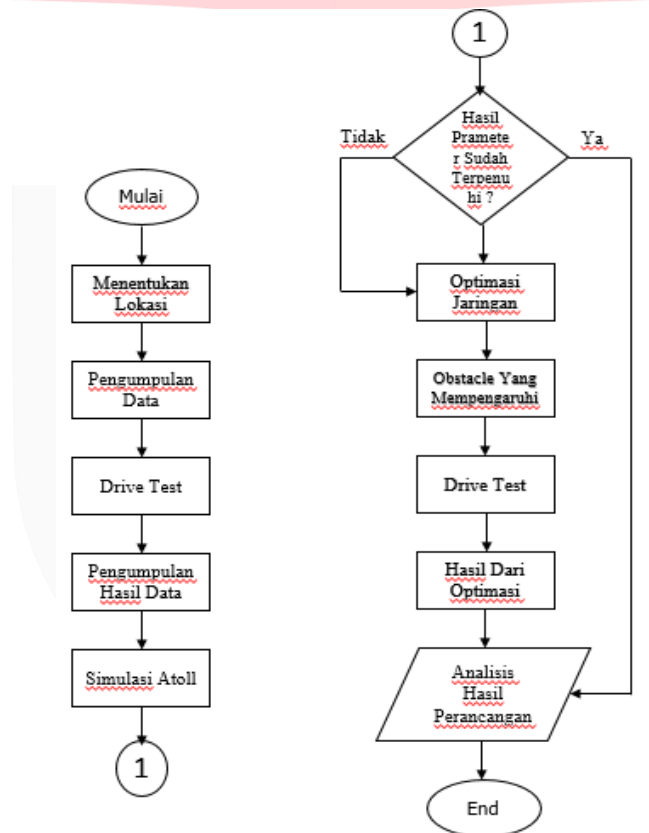 Mulai
Menentukan
Lokasi
Pengumpulan
Data
Drive Test
Pengumpulan
Hasil Data
Simulasi Atoll
1
1
Hasil
Pramete
r Sudah
Terpenu
hi ?
Tidak
Ya
Optimasi
Jaringan
Obstacle Yang
Mempengaruhi
Drive Test
Hasil Dari
Optimasi
Analisis
Hasil
Perancangan
End